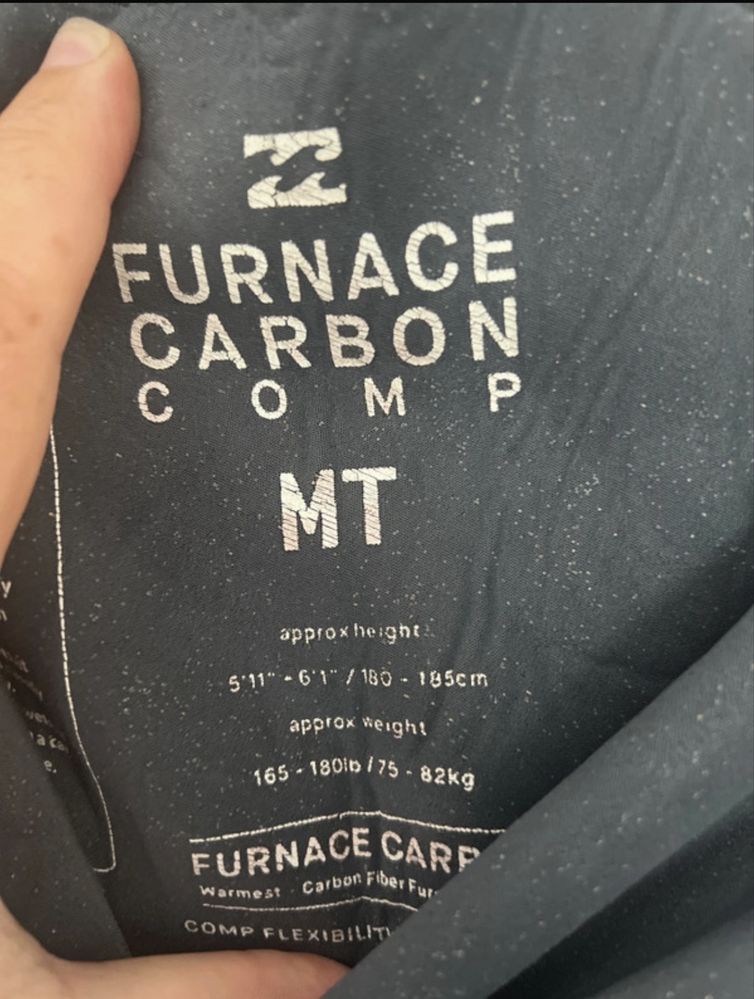 FURNACE
CARBON
COMP
MT
approx height
5'11" - 6'1" / 180 - 185cm
approx weight
165 - 180lb / 75 - 82kg
FURNACE CARB
Warmest Carbon Fiber Fur
COMP FLEXIBILIT